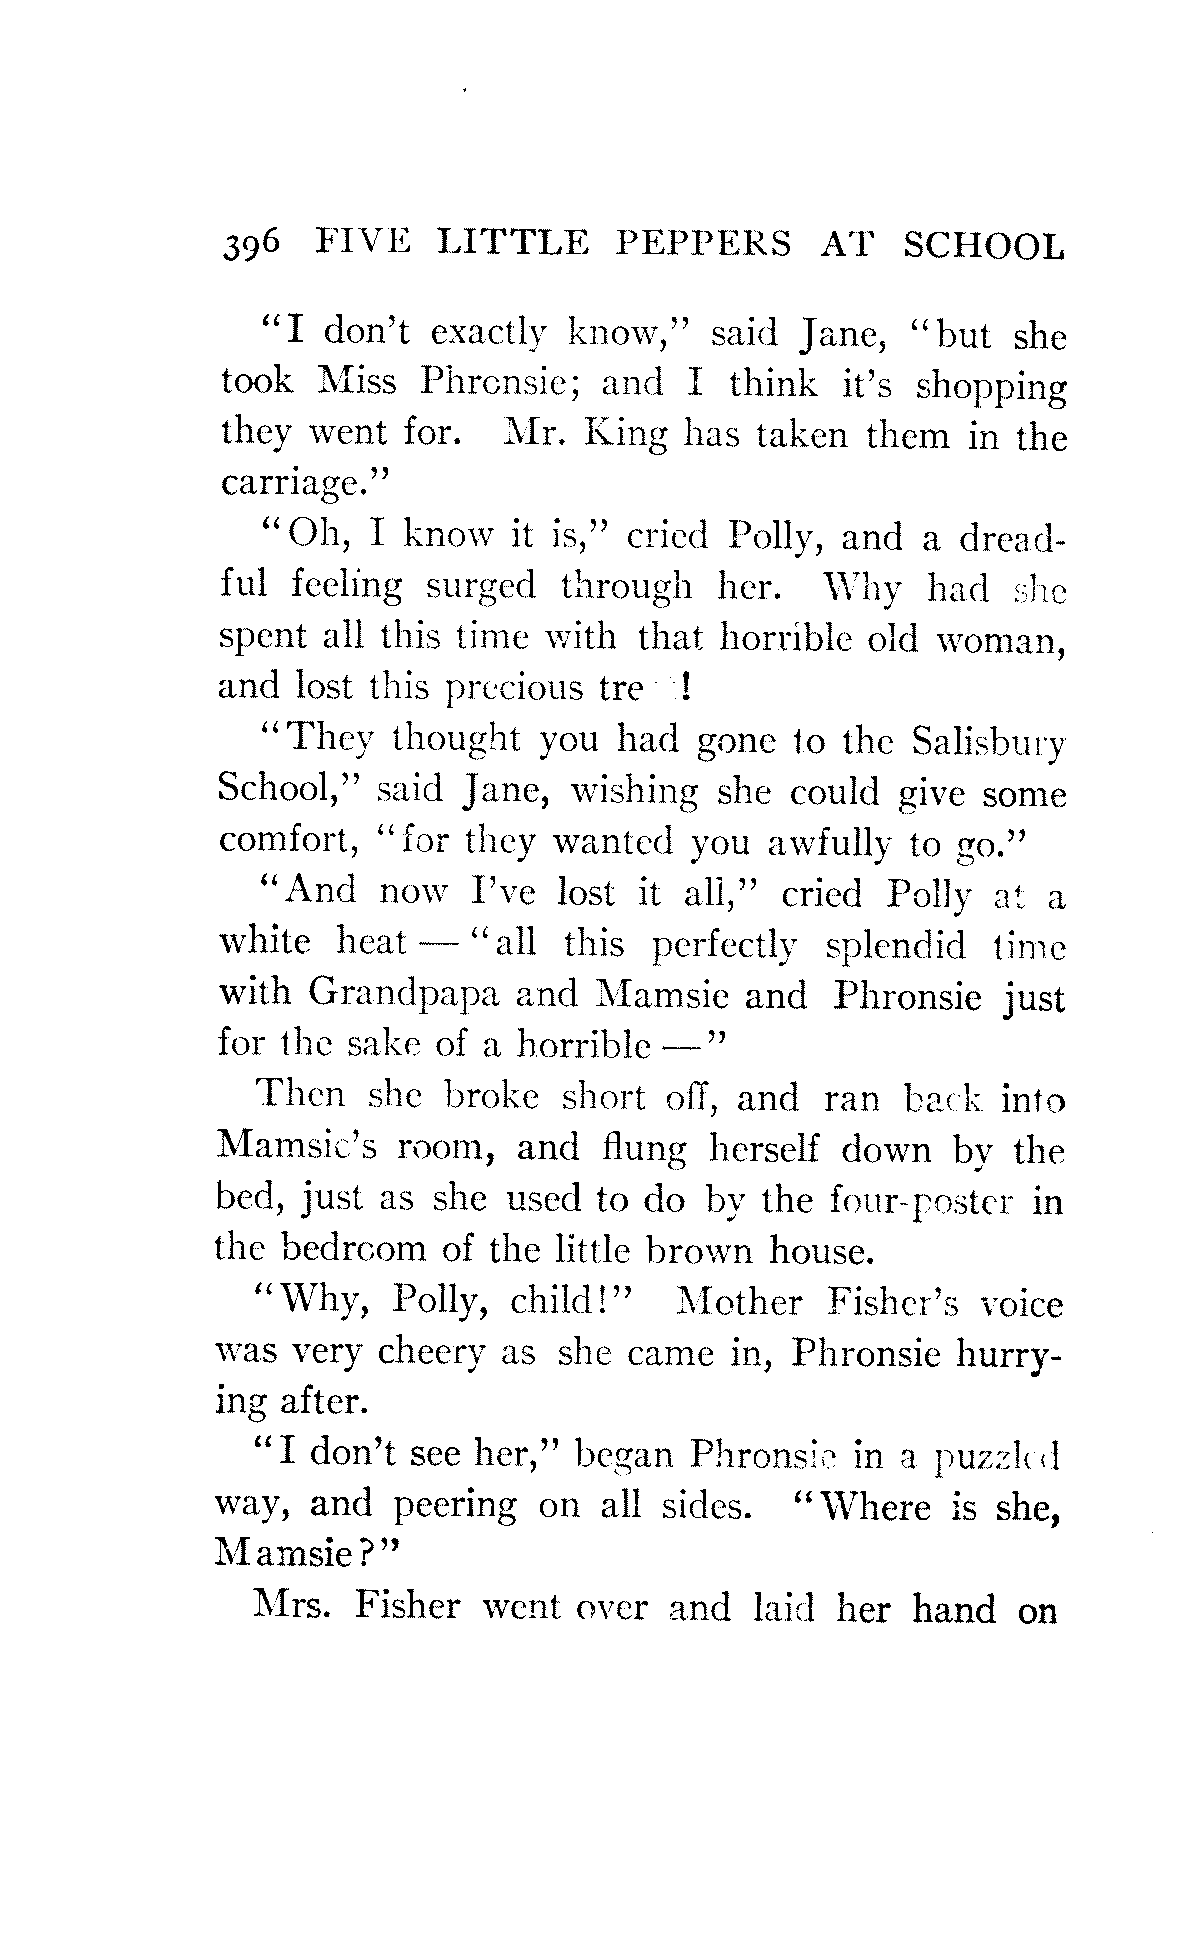 396 FIVE LITTLE PEPPERS AT SCHOOL
"I don't exactly know," said Jane, "but she
took Miss Phronsie; and I think it's shopping
they went for. Mr. King has taken them in the
carriage."
"Oh, I know it is," cried Polly, and a dread-
ful feeling surged through her. Why had she
spent all this time with that horrible old woman,
and lost this precious tre !
"They thought you had gone to the Salisbury
School," said Jane, wishing she could give some
comfort, "for they wanted you awfully to go."
"And now I've lost it all," cried Polly at a
white heat — "all this perfectly splendid time
with Grandpapa and Mamsie and Phronsie just
for the sake of a horrible —"
Then she broke short off, and ran back into
Mamsie's room, and flung herself down by the
bed, just as she used to do by the four-poster in
the bedroom of the little brown house.
"Why, Polly, child!" Mother Fisher's voice
was very cheery as she came in, Phronsie hurry-
ing after.
"I don't see her," began Phronsie in a puzzled
way, and peering on all sides. "Where is she,
Mamsie?"
Mrs. Fisher went over and laid her hand on